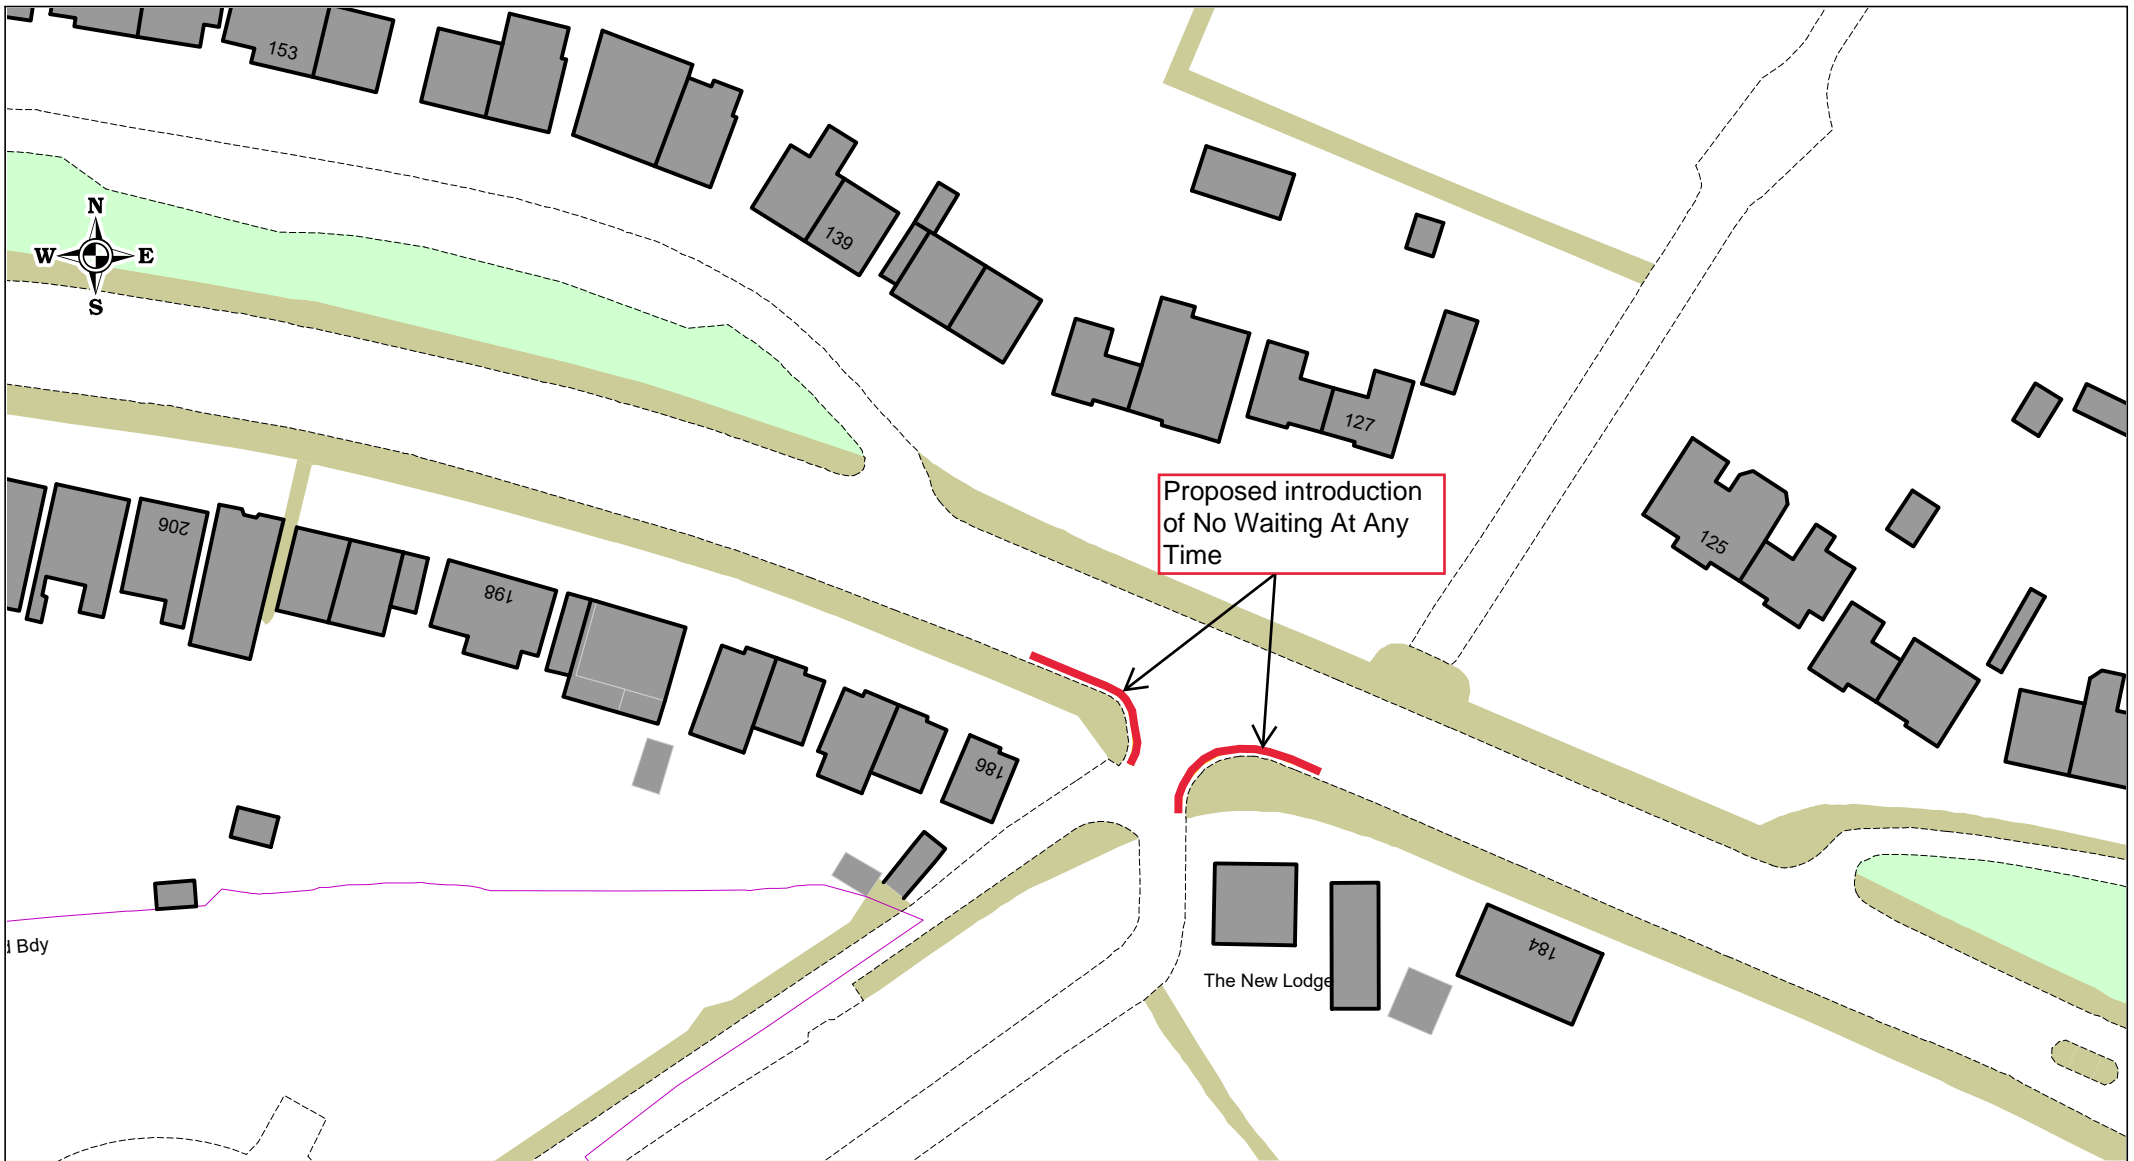 153
N
W E
S
139
127
Proposed introduction
of No Waiting At Any
Time
206
125
198
186
Bdy
184
The New Lodge